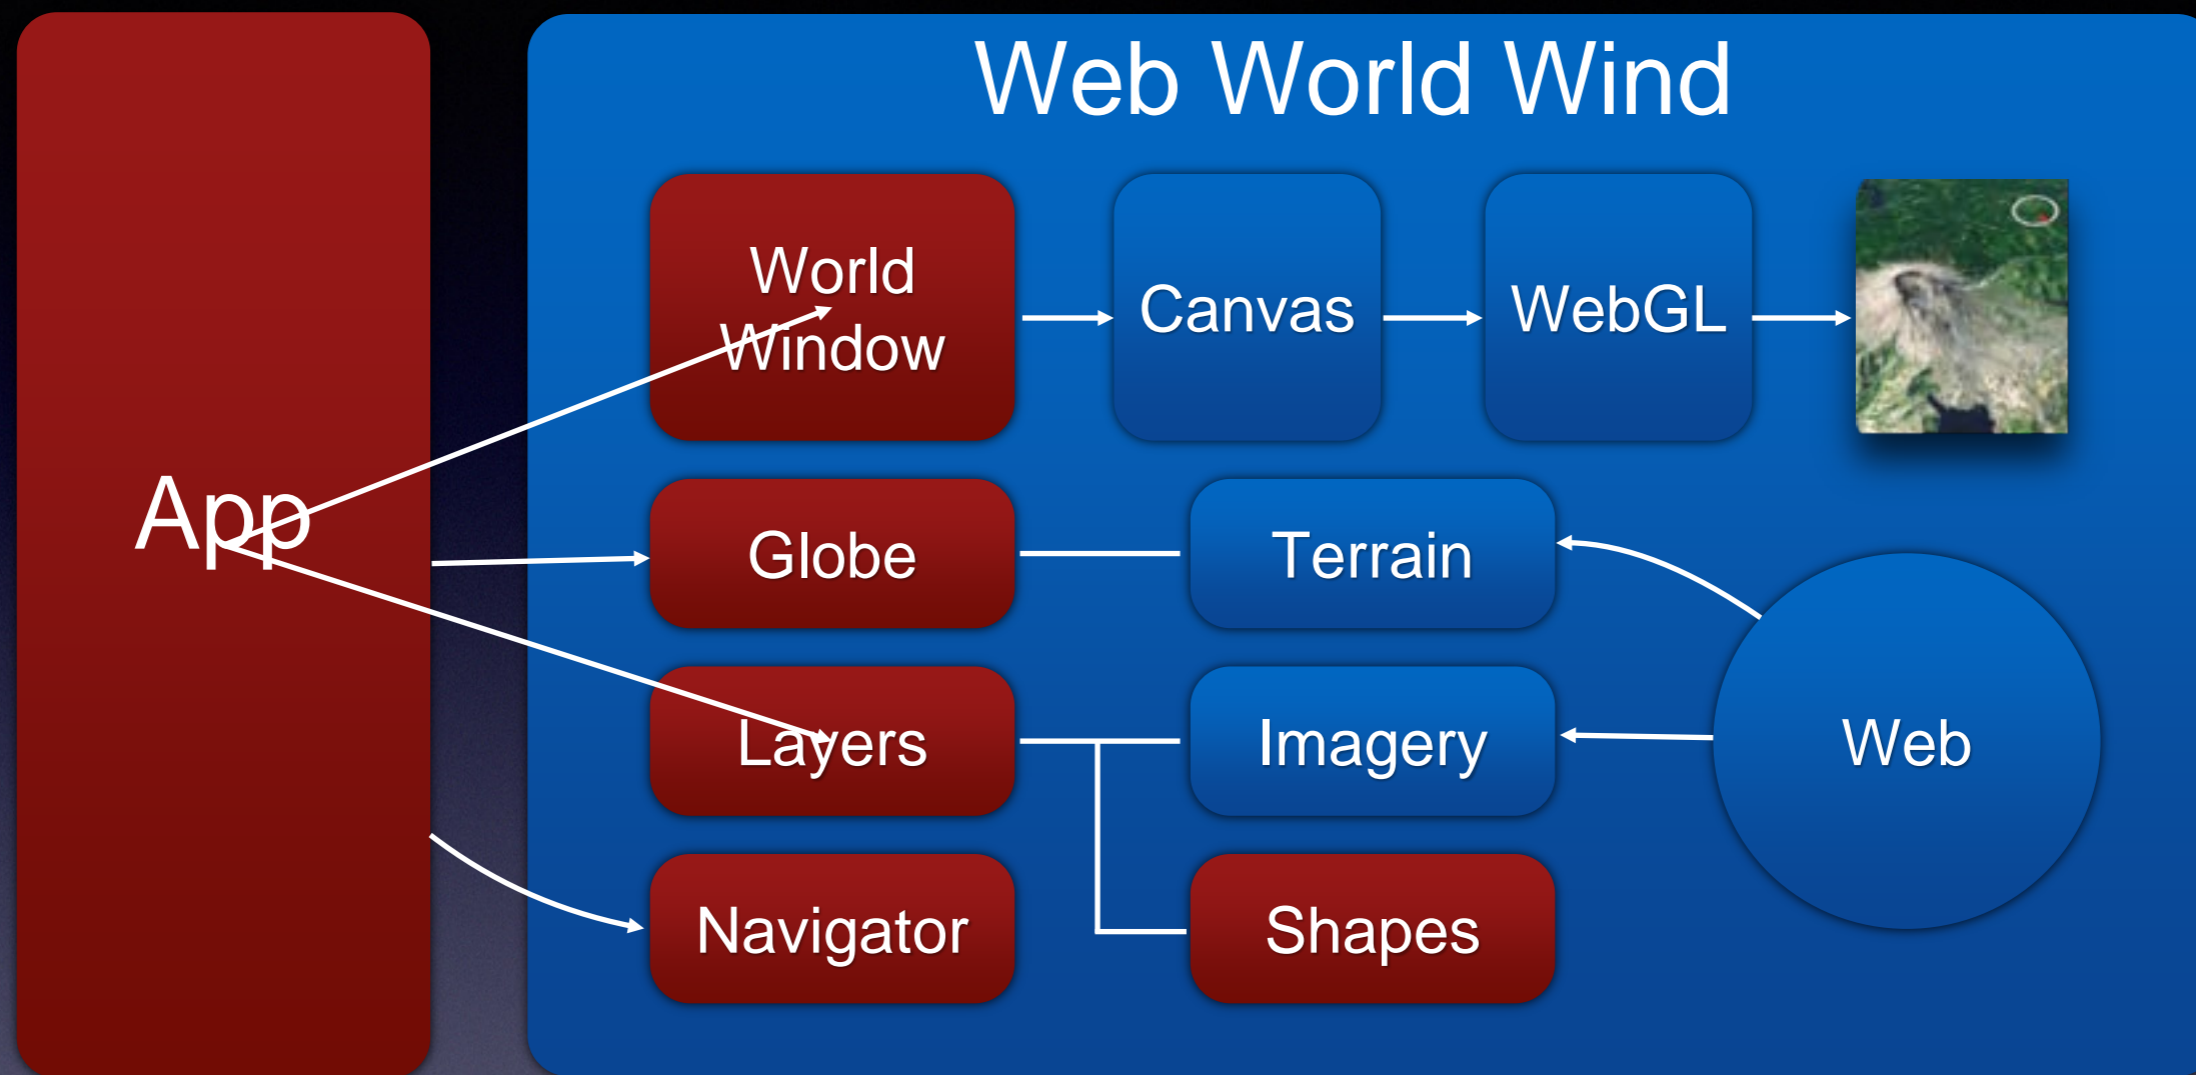 Web World Wind
App
World
Window
Canvas
WebGL
Globe
Terrain
Layers
Imagery
Web
Navigator
Shapes